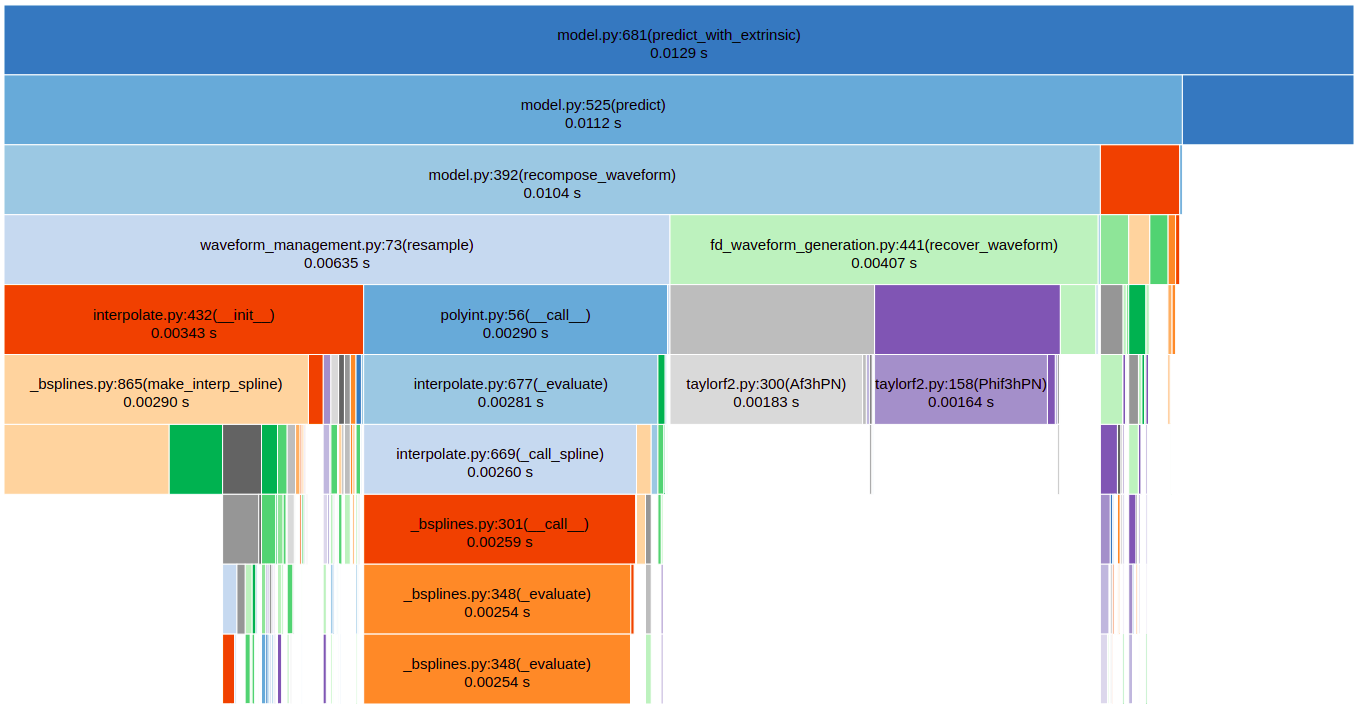 model.py:681(predict_with_extrinsic)
0.0129 s
model.py:525(predict)
0.0112 s
model.py:392(recompose_waveform)
0.0104 s
waveform_management.py:73(resample)
0.00635 s
fd_waveform_generation.py:441(recover_waveform)
0.00407 s
interpolate.py:432(__init__)
0.00343 s
polyint.py:56(__call__)
0.00290 s
_bsplines.py:865(make_interp_spline)
0.00290 s
interpolate.py:677(_evaluate)
0.00281 s
taylorf2.py:300(Af3hPN)
0.00183 s
taylorf2.py:158(Phif3hPN)
0.00164 s
interpolate.py:669(_call_spline)
0.00260 s
_bsplines.py:301(__call__)
0.00259 s
_bsplines.py:348(_evaluate)
0.00254 s
_bsplines.py:348(_evaluate)
0.00254 s